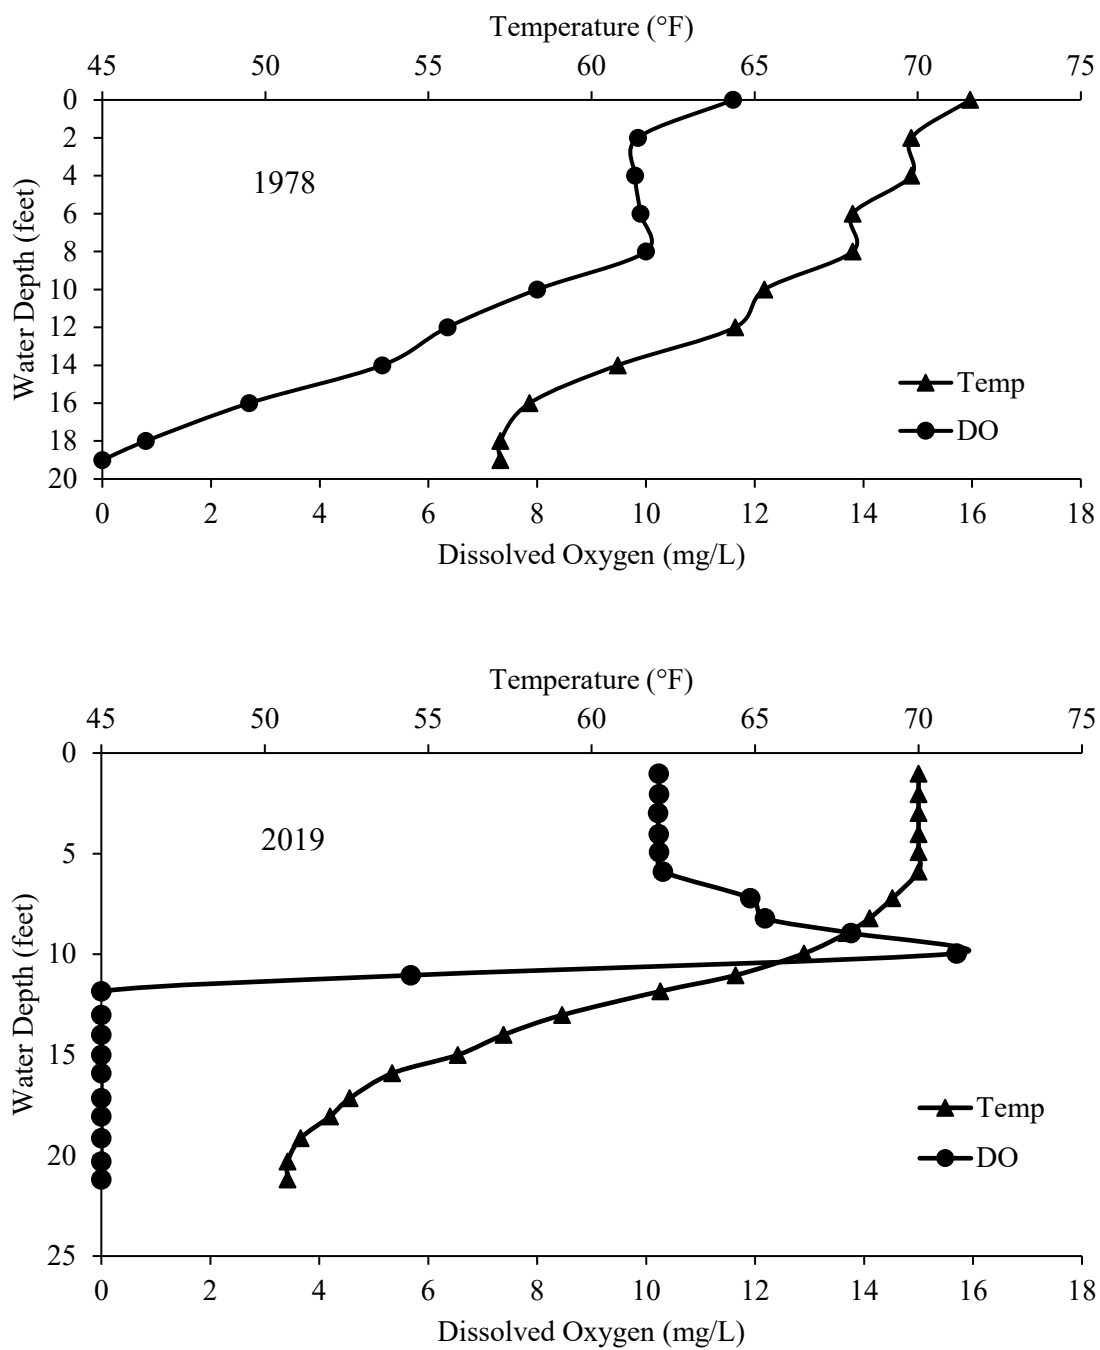 Temperature (°F)
45 50 55 60 65 70 75
0
2
4
6
8
10
12
14
16
18
20
Water Depth (feet)
1978
Temp
DO
0 2 4 6 8 10 12 14 16 18
Dissolved Oxygen (mg/L)
Temperature (°F)
45 50 55 60 65 70 75
0
5
10
15
20
25
Water Depth (feet)
2019
Temp
DO
0 2 4 6 8 10 12 14 16 18
Dissolved Oxygen (mg/L)